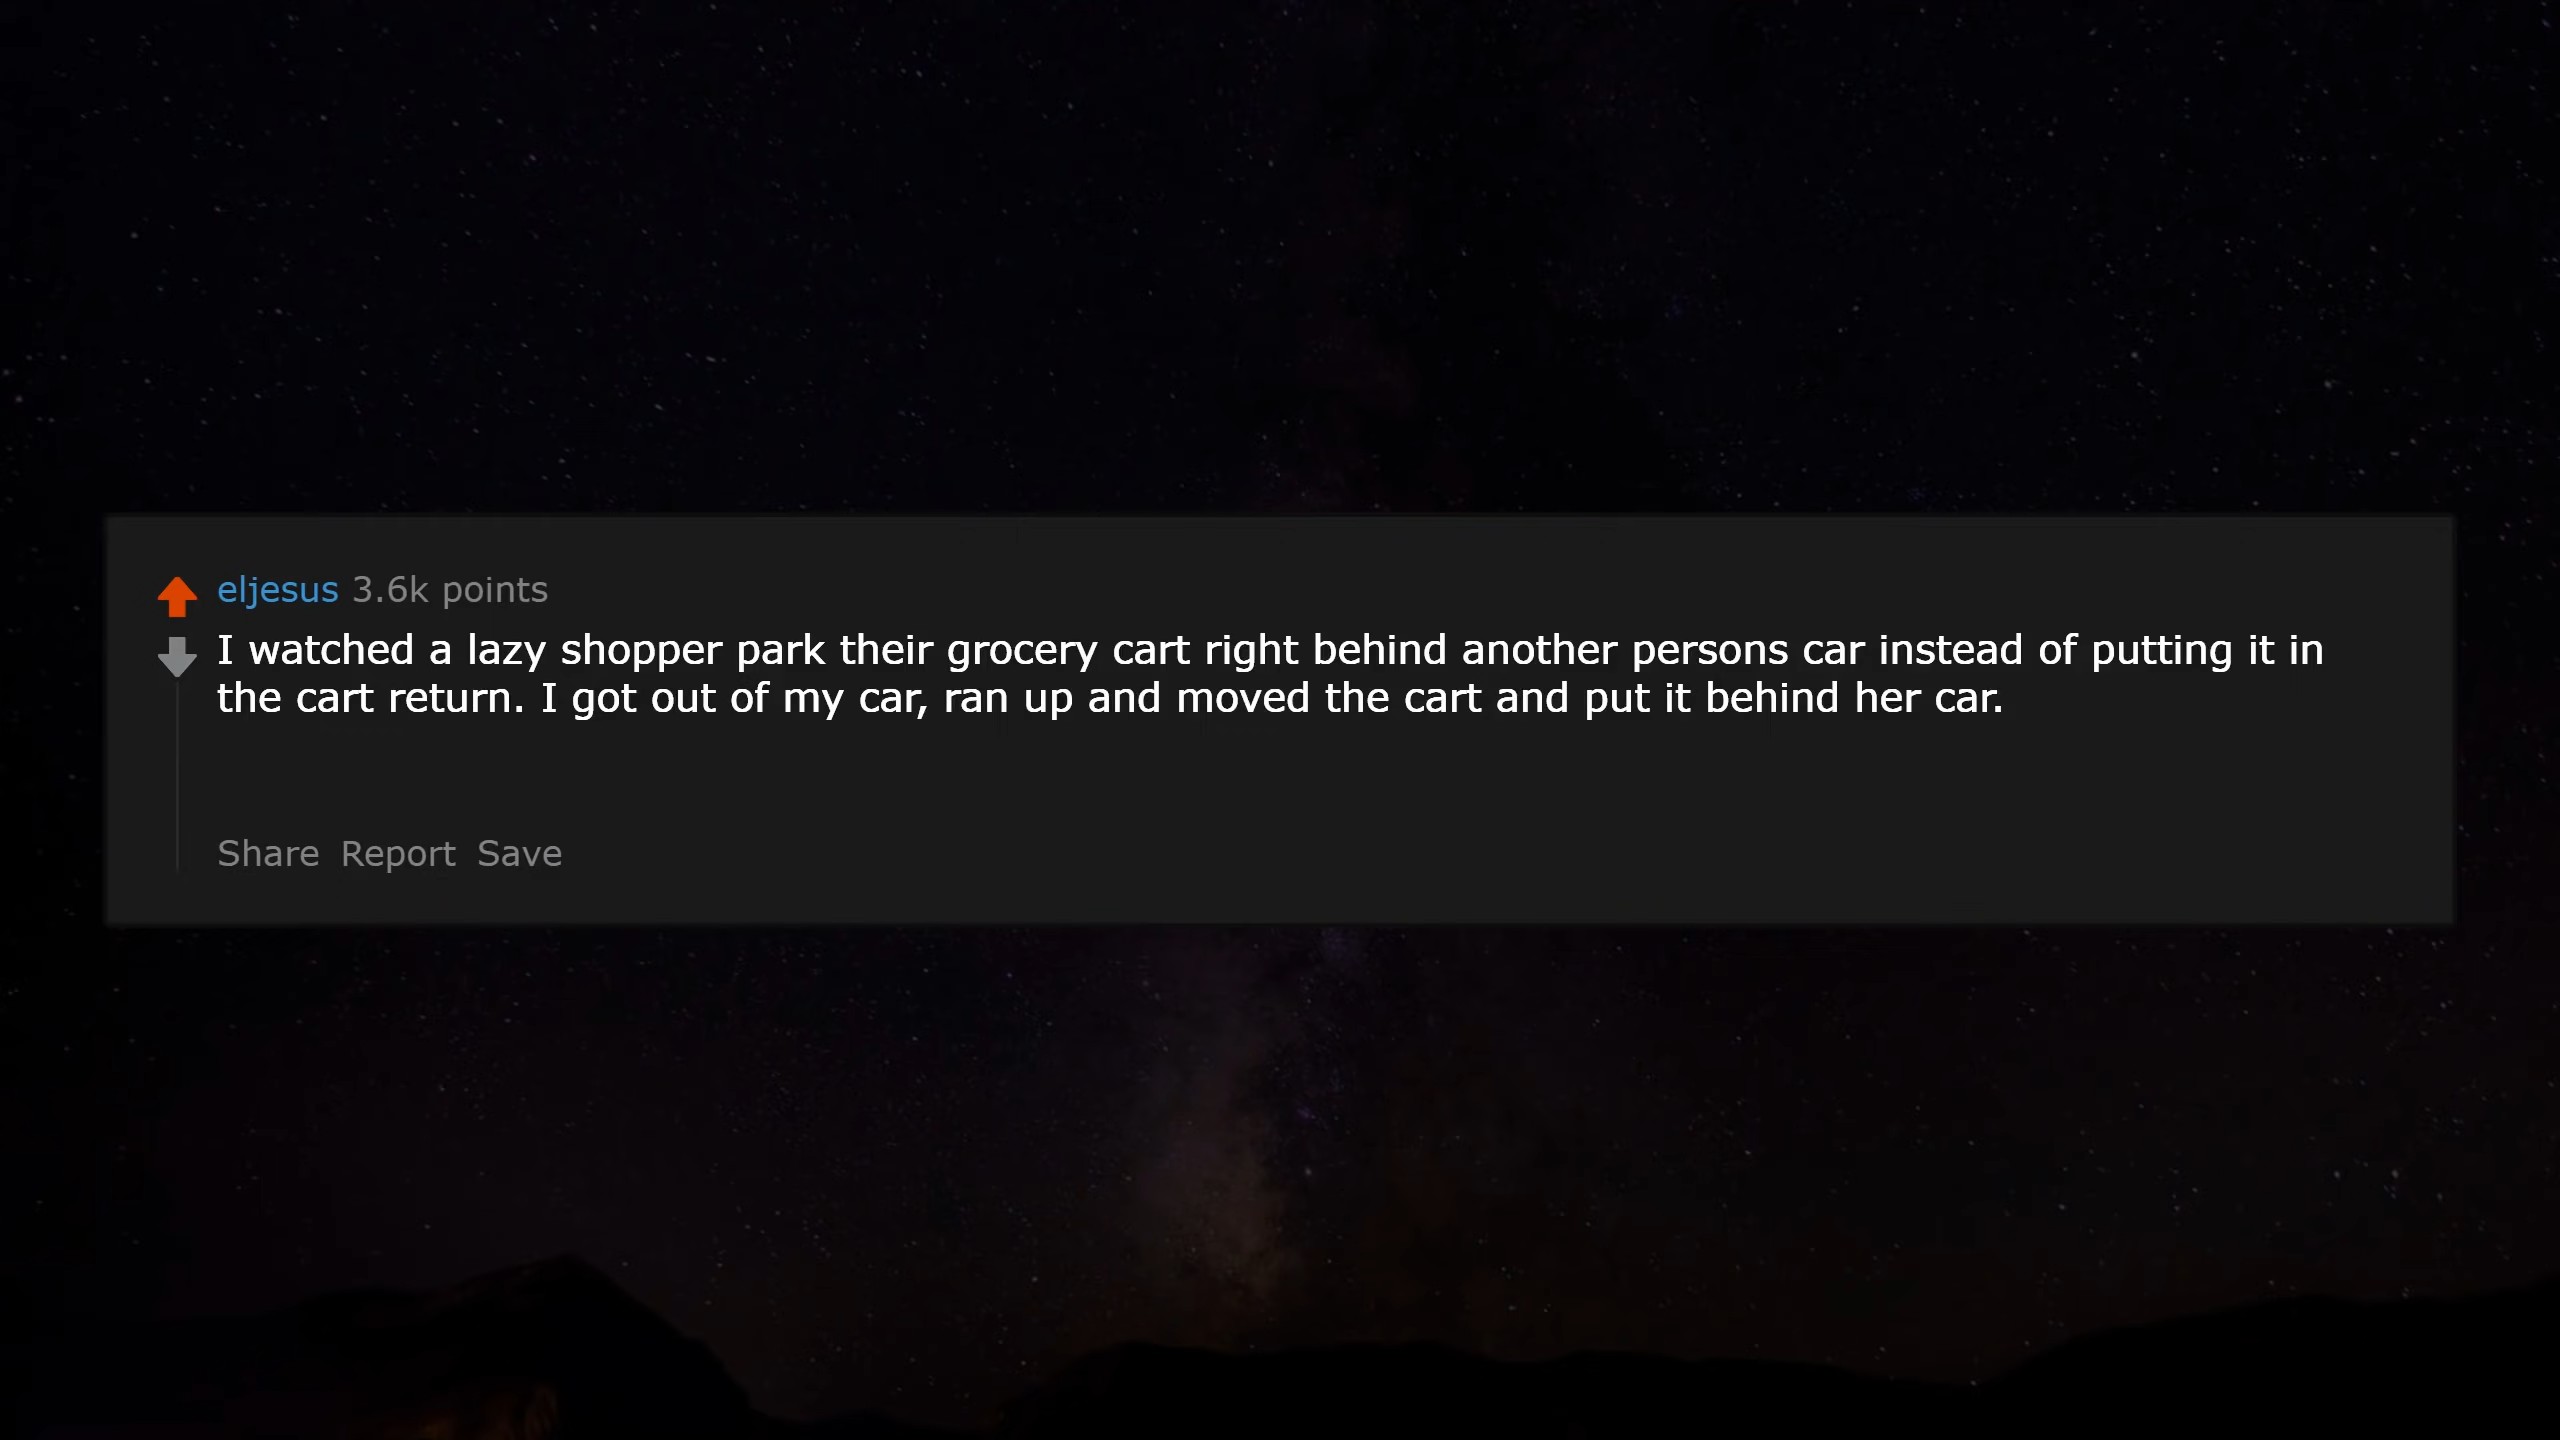 eljesus 3.6k points
I watched a lazy shopper park their grocery cart right behind another persons car instead of putting it in
the cart return. I got out of my car, ran up and moved the cart and put it behind her car.
Share Report Save